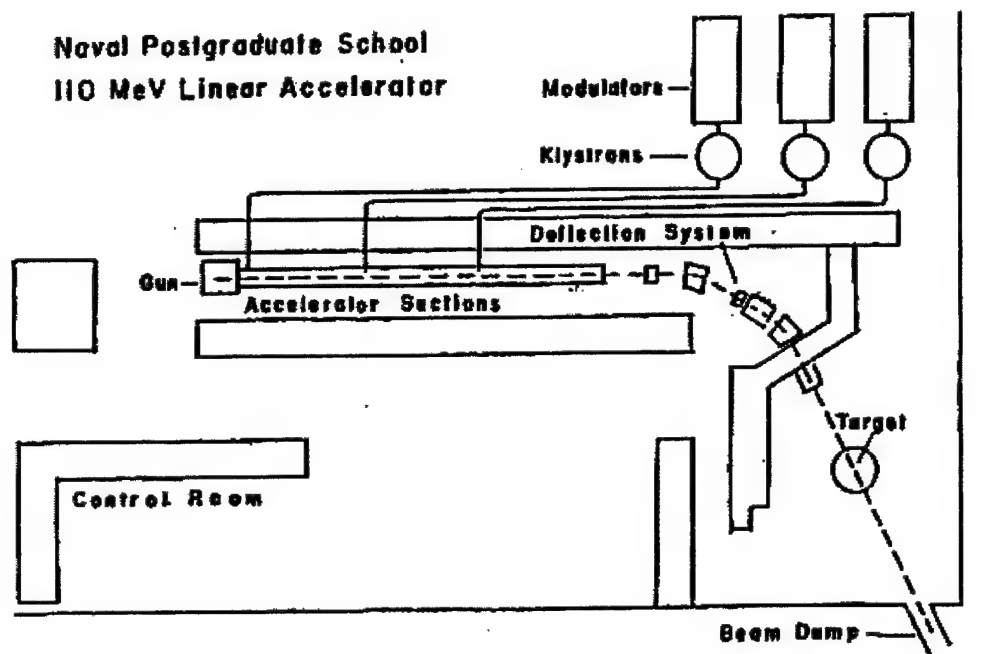 Naval Postgraduate School
110 MeV Linear Accelerator
Modulators
Klystrons
Deflection System
Gun
Accelerator Sections
Target
Control Room
Beam Dump